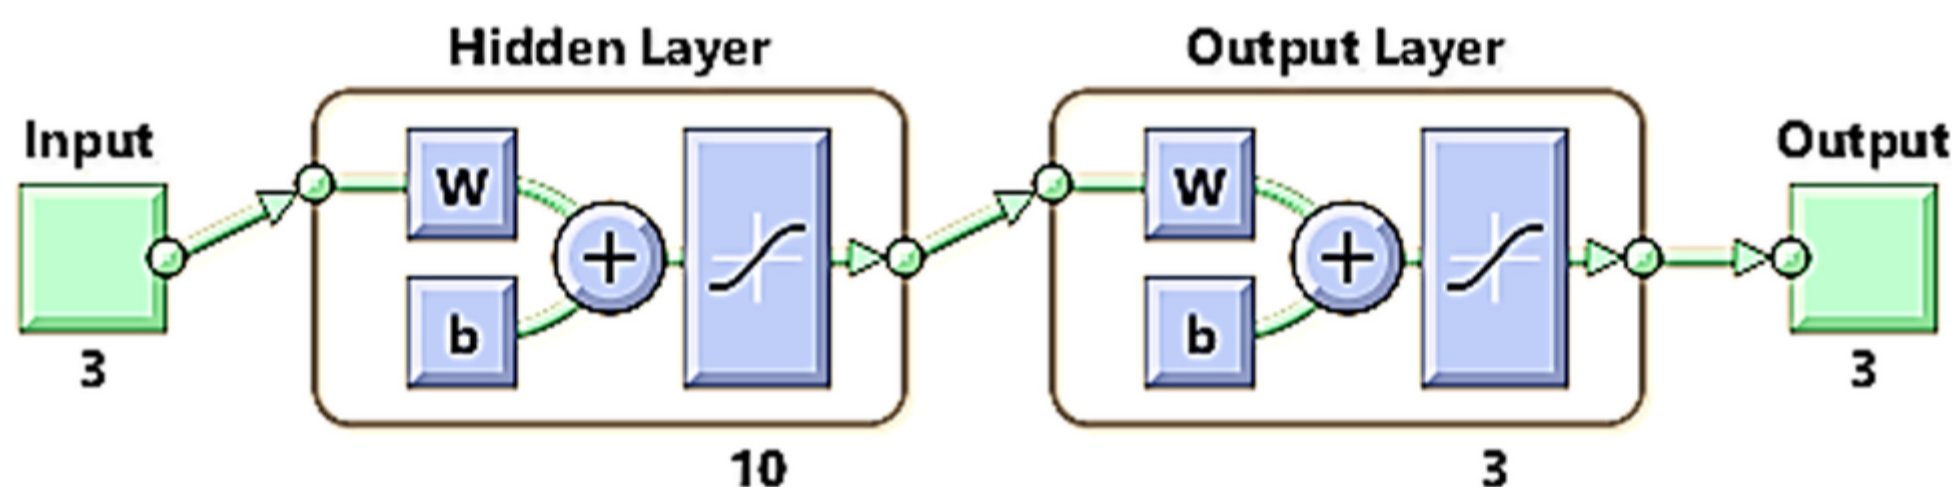 Hidden Layer
Output Layer
Input
Output
W
W
+
+
b
b
3
3
10
3